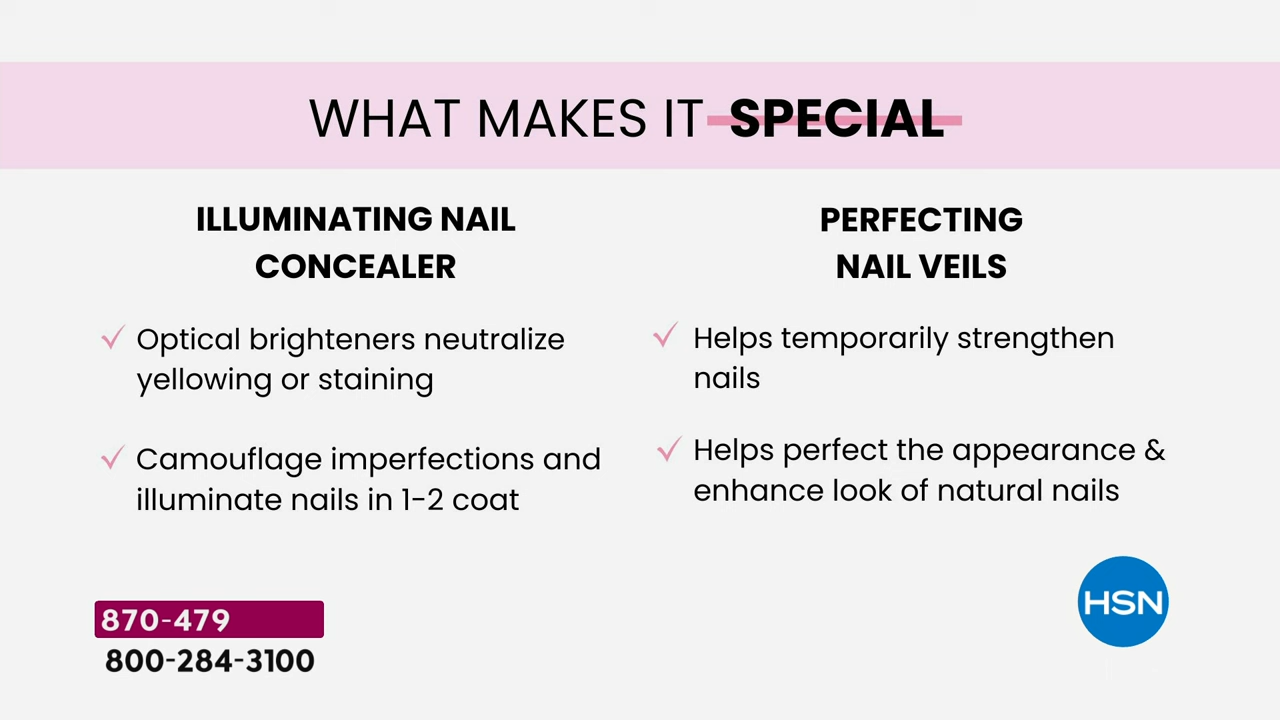 WHAT MAKES IT SPECIAL
ILLUMINATING NAIL
CONCEALER
Optical brighteners neutralize
yellowing or staining
Camouflage imperfections and
illuminate nails in 1-2 coat
PERFECTING
NAIL VEILS
Helps temporarily strengthen
nails
Helps perfect the appearance &
enhance look of natural nails
870-479
800-284-3100
HSN